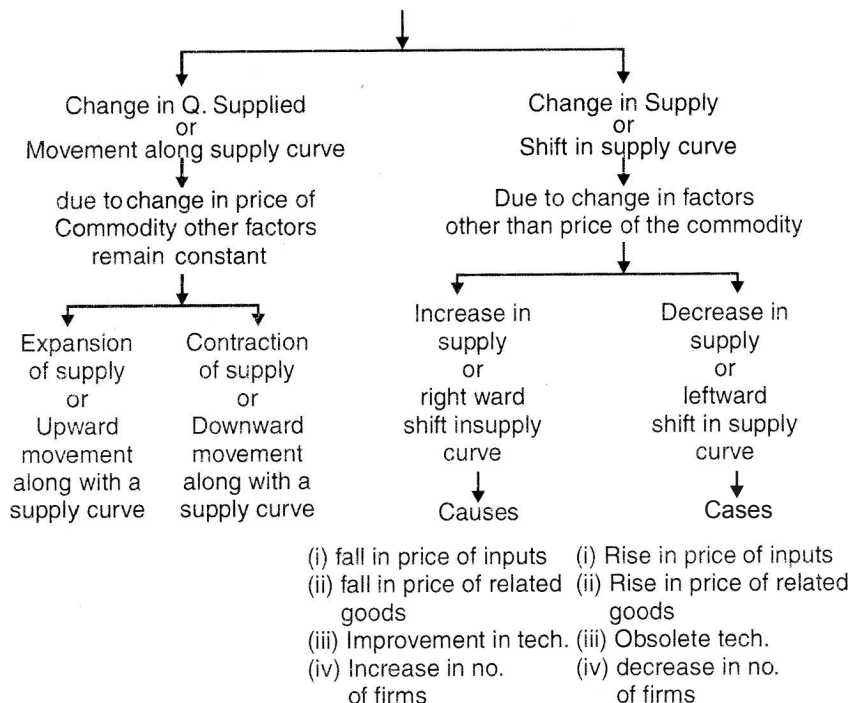 Change in Q. Supplied
or
Movement along supply curve
due to change in price of
Commodity other factors
remain constant
Expansion
of supply
or
Upward
movement
along with a
supply curve
Contraction
of supply
or
Downward
movement
along with a
supply curve
Change in Supply
or
Shift in supply curve
Due to change in factors
other than price of the commodity
Increase in
supply
or
right ward
shift insupply
curve
Causes
(i) fall in price of inputs
(ii) fall in price of related
goods
(iii) Improvement in tech.
(iv) Increase in no.
of firms
Decrease in
supply
or
leftward
shift in supply
curve
Cases
(i) Rise in price of inputs
(ii) Rise in price of related
goods
(iii) Obsolete tech.
(iv) decrease in no.
of firms